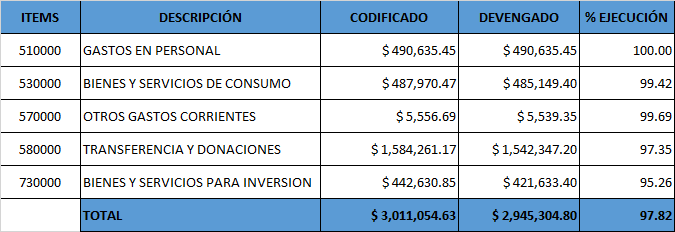 ITEMS DESCRIPCIÓN CODIFICADO DEVENGADO % EJECUCIÓN
510000 GASTOS EN PERSONAL $ 490,635.45 $ 490,635.45 100.00
530000 BIENES Y SERVICIOS DE CONSUMO $ 487,970.47 $ 485,149.40 99.42
570000 OTROS GASTOS CORRIENTES $ 5,556.69 $ 5,539.35 99.69
580000 TRANSFERENCIA Y DONACIONES $ 1,584,261.17 $ 1,542,347.20 97.35
730000 BIENES Y SERVICIOS PARA INVERSION $ 442,630.85 $ 421,633.40 95.26
TOTAL $ 3,011,054.63 $ 2,945,304.80 97.82